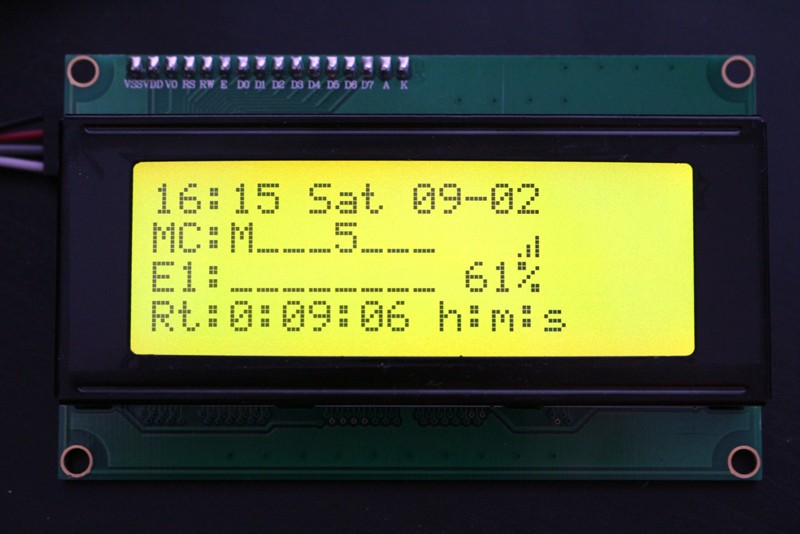 VSS VDD VO RS RW E D0 D1 D2 D3 D4 D5 D6 D7 A K
16:15 Sat 09-02
MC:M___5___
E1:________ 61%
Rt:0:09:06 h:m:s